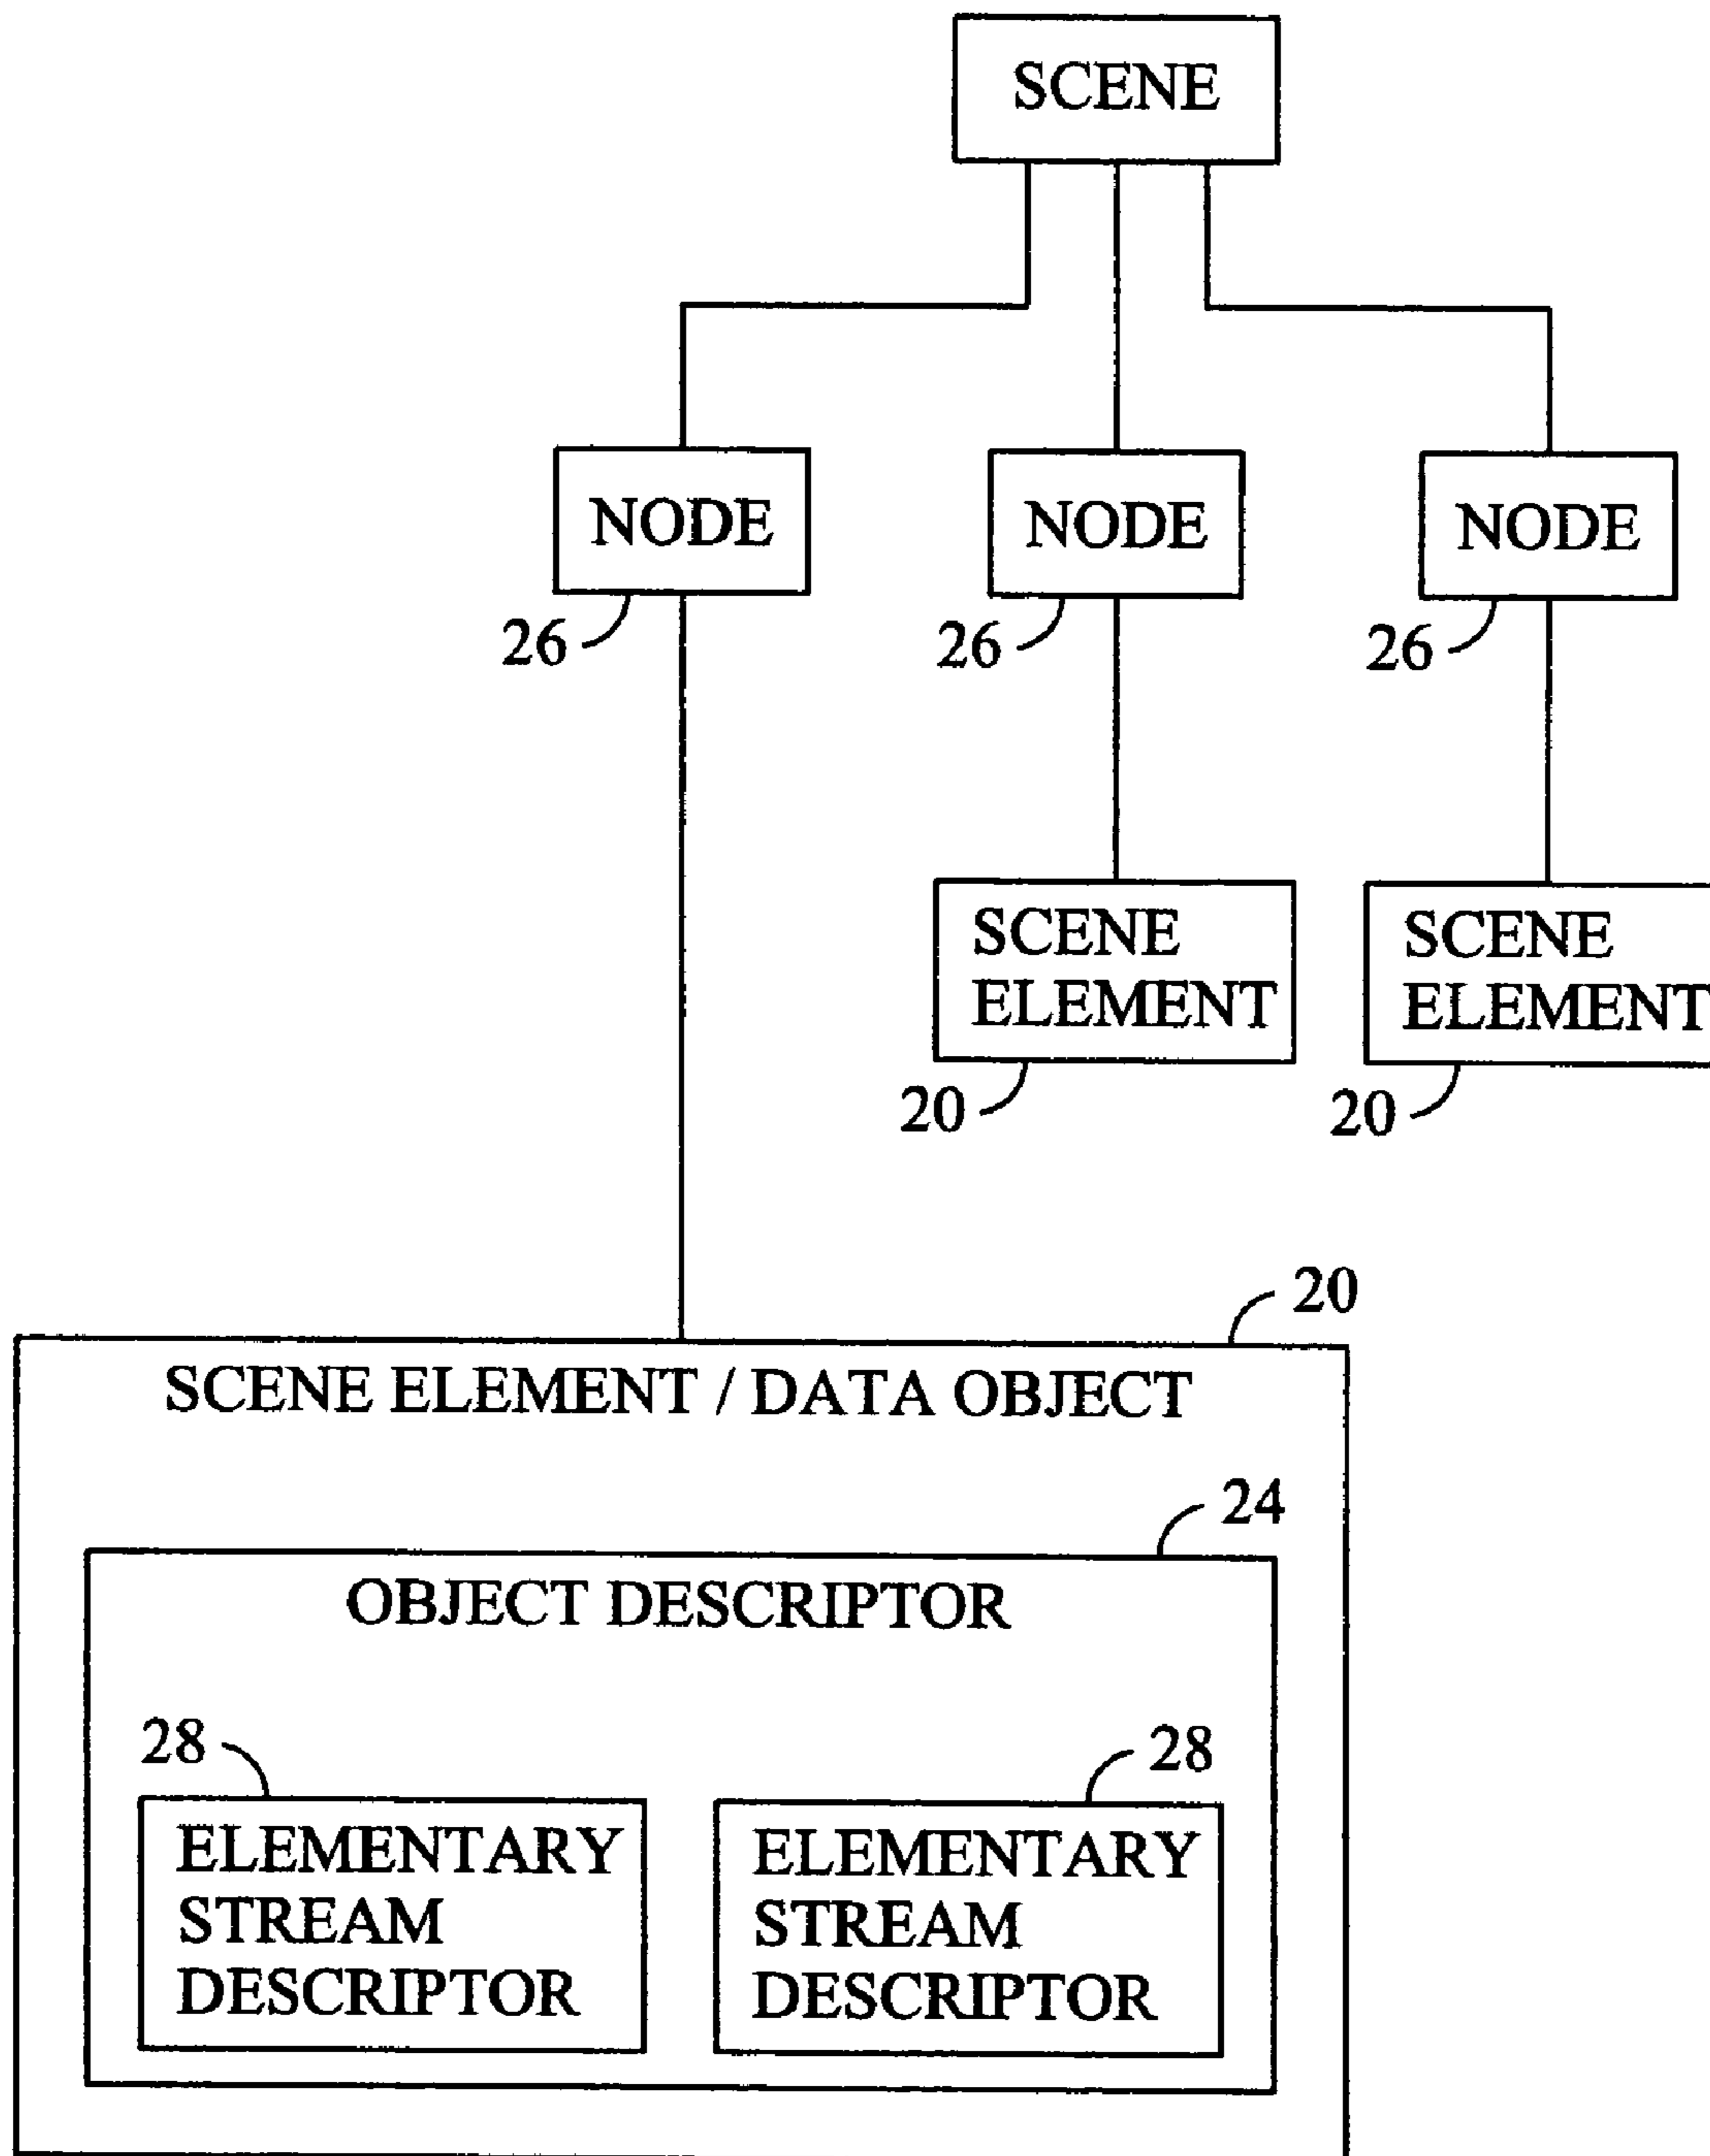 SCENE
NODE
NODE
NODE
26
26
26
SCENE
ELEMENT
SCENE
ELEMENT
20
20
20
SCENE ELEMENT / DATA OBJECT
24
OBJECT DESCRIPTOR
28
28
ELEMENTARY
STREAM
DESCRIPTOR
ELEMENTARY
STREAM
DESCRIPTOR